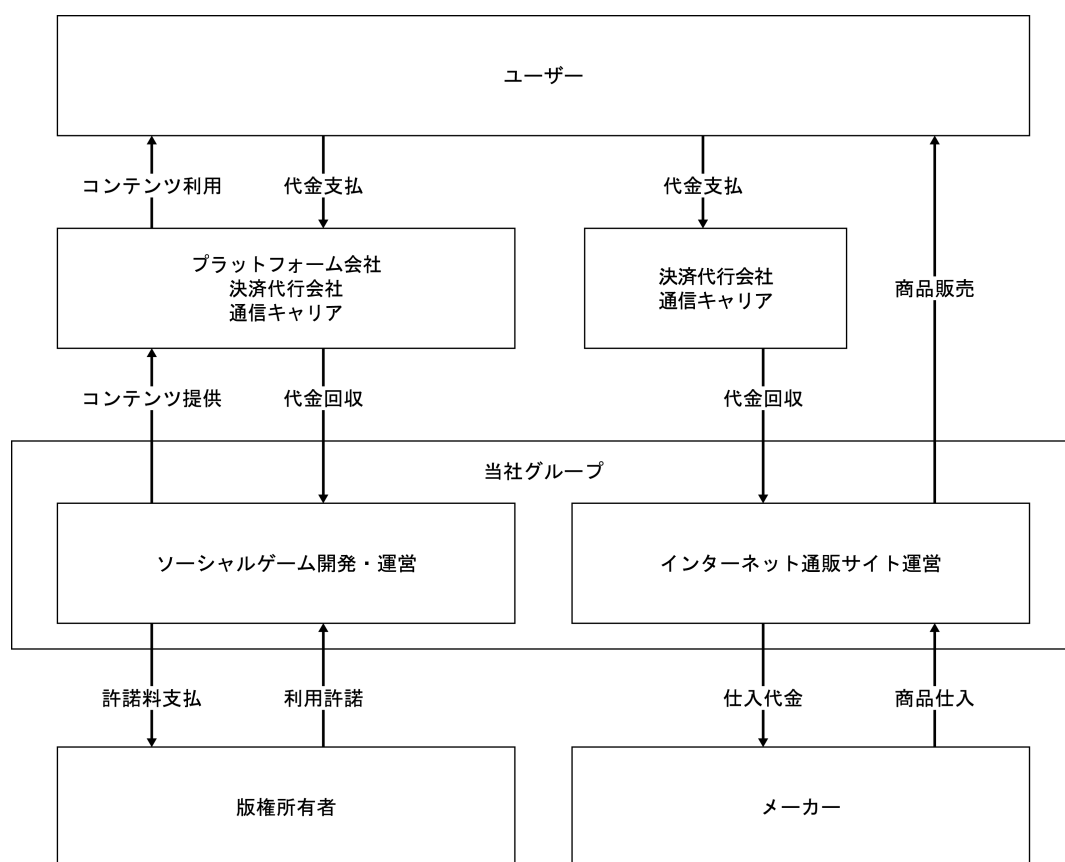 ユーザー
コンテンツ利用
代金支払
代金支払
プラットフォーム会社
決済代行会社
通信キャリア
決済代行会社
通信キャリア
商品販売
コンテンツ提供
代金回収
代金回収
当社グループ
ソーシャルゲーム開発・運営
インターネット通販サイト運営
許諾料支払
利用許諾
仕入代金
商品仕入
版権所有者
メーカー